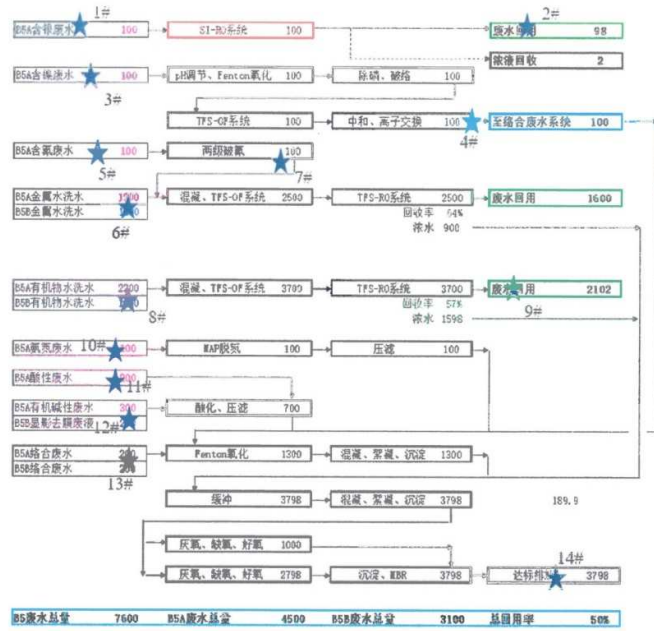 1#
2#
B5A含银废水 100 SI-RO系统 100 废水回用 98
浓液回收 2
B5A含镍废水 100 pH调节、Fenton氧化 100 除磷、破络 100
3#
TFS-OF系统 100 中和、离子交换 100 至络合废水系统 100
4#
B5A含氰废水 100 两级破氰 100
5#
7#
B5A金属水洗水 混凝、TFS-OF系统 2500 TFS-RO系统 2500 废水回用 1600
B5B金属水洗水
回收率 64%
浓水 900
6#
B5A有机物水洗水 2200 混凝、TFS-OF系统 3700 TFS-RO系统 3700 废水回用 2102
B5B有机物水洗水
回收率 57%
浓水 1598
8#
9#
10#
B5A氨氮废水 MAP脱氮 100 压滤 100
B5A酸性废水
11#
B5A有机碱性废水 300 酸化、压滤 700
B5B显影去膜废液
12#
B5A络合废水 Fenton氧化 1300 混凝、絮凝、沉淀 1300
B5B络合废水
13#
缓冲 3798 混凝、絮凝、沉淀 3798 189.9
厌氧、缺氧、好氧 1000
14#
厌氧、缺氧、好氧 2798 沉淀、MBR 3798 达标排放 3798
B5废水总量 7600 B5A废水总量 4500 B5B废水总量 3100 总回用率 50%